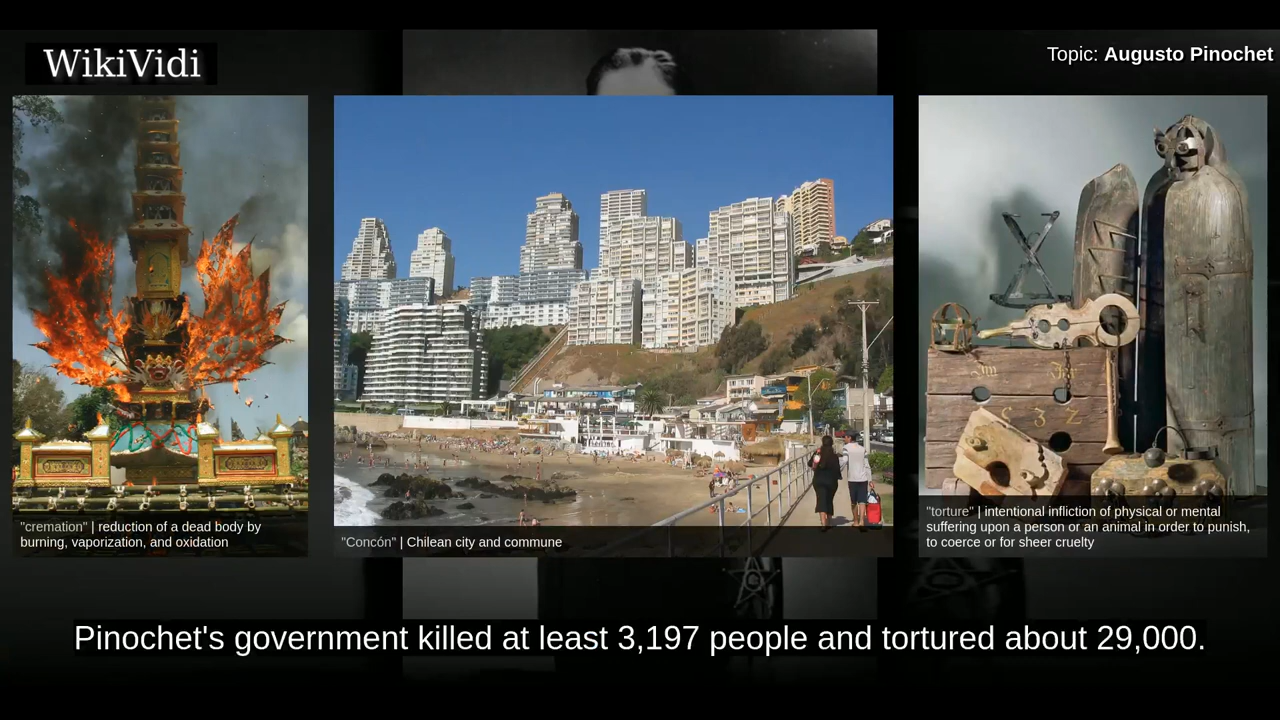 WikiVidi
Topic: Augusto Pinochet
"cremation" | reduction of a dead body by
burning, vaporization, and oxidation
"Concón" | Chilean city and commune
"torture" | intentional infliction of physical or mental
suffering upon a person or an animal in order to punish,
to coerce or for sheer cruelty
Pinochet's government killed at least 3,197 people and tortured about 29,000.